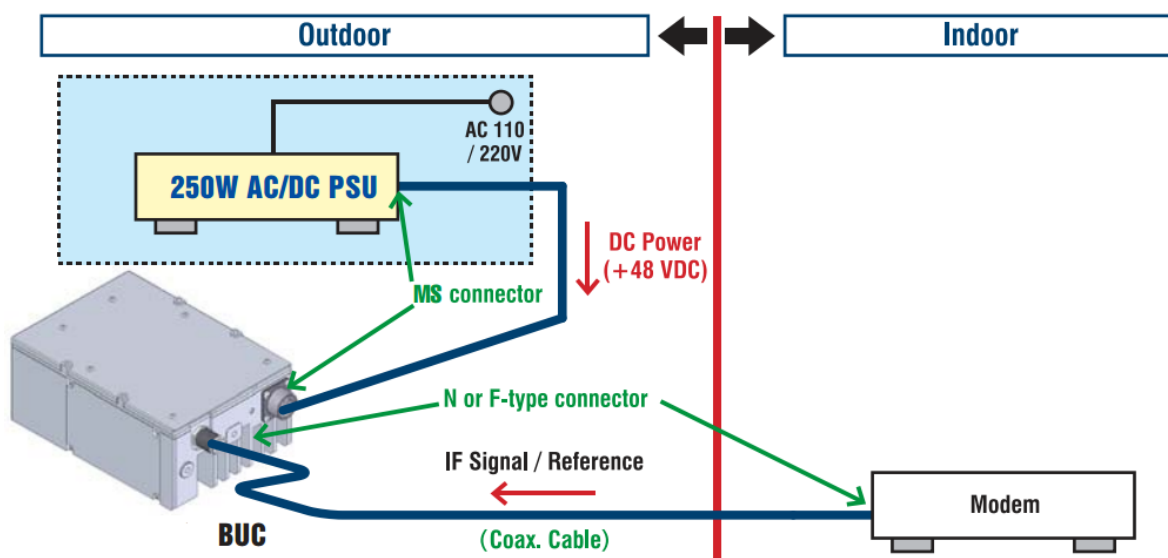 Outdoor
Indoor
AC 110
/ 220V
250W AC/DC PSU
DC Power
(+48 VDC)
MS connector
N or F-type connector
IF Signal / Reference
Modem
BUC
(Coax. Cable)